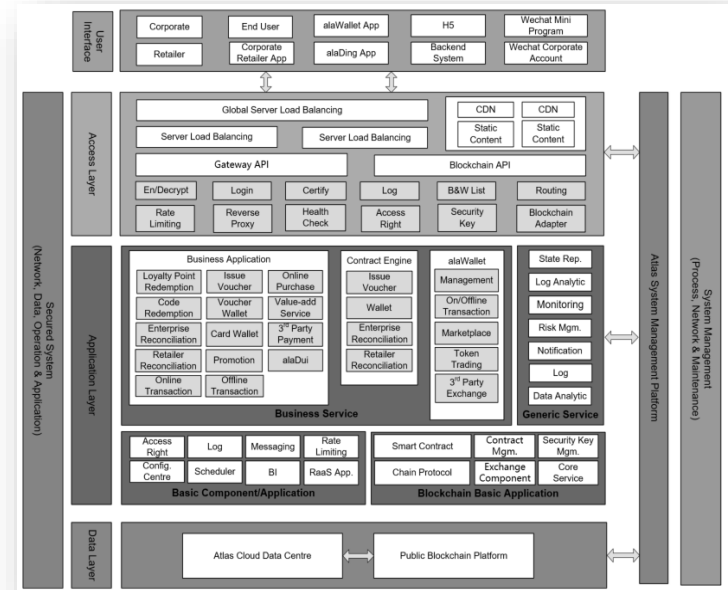 User
Interface
Corporate
End User
alaWallet App
H5
Wechat Mini
Program
Retailer
Corporate
Retailer App
alaDing App
Backend
System
Wechat Corporate
Account
Secured System
(Network, Data, Operation & Application)
Access Layer
Global Server Load Balancing
CDN
CDN
Server Load Balancing
Server Load Balancing
Static
Content
Static
Content
Gateway API
Blockchain API
En/Decrypt
Login
Certify
Log
B&W List
Routing
Rate
Limiting
Reverse
Proxy
Health
Check
Access
Right
Security
Key
Blockchain
Adapter
Application Layer
Business Application
Loyalty Point
Redemption
Issue
Voucher
Online
Purchase
Code
Redemption
Voucher
Wallet
Value-add
Service
Enterprise
Reconciliation
Card Wallet
3rd Party
Payment
Retailer
Reconciliation
Promotion
alaDui
Online
Transaction
Offline
Transaction
Contract Engine
Issue
Voucher
Wallet
Enterprise
Reconciliation
Retailer
Reconciliation
alaWallet
Management
On/Offline
Transaction
Marketplace
Token
Trading
3rd Party
Exchange
Business Service
State Rep.
Log Analytic
Monitoring
Risk Mgm.
Notification
Log
Data Analytic
Generic Service
Access
Right
Log
Messaging
Rate
Limiting
Config.
Centre
Scheduler
BI
RaaS App.
Basic Component/Application
Smart Contract
Contract
Mgm.
Security Key
Mgm.
Chain Protocol
Exchange
Component
Core
Service
Blockchain Basic Application
Data Layer
Atlas Cloud Data Centre
Public Blockchain Platform
Atlas System Management Platform
System Management
(Process, Network & Maintenance)